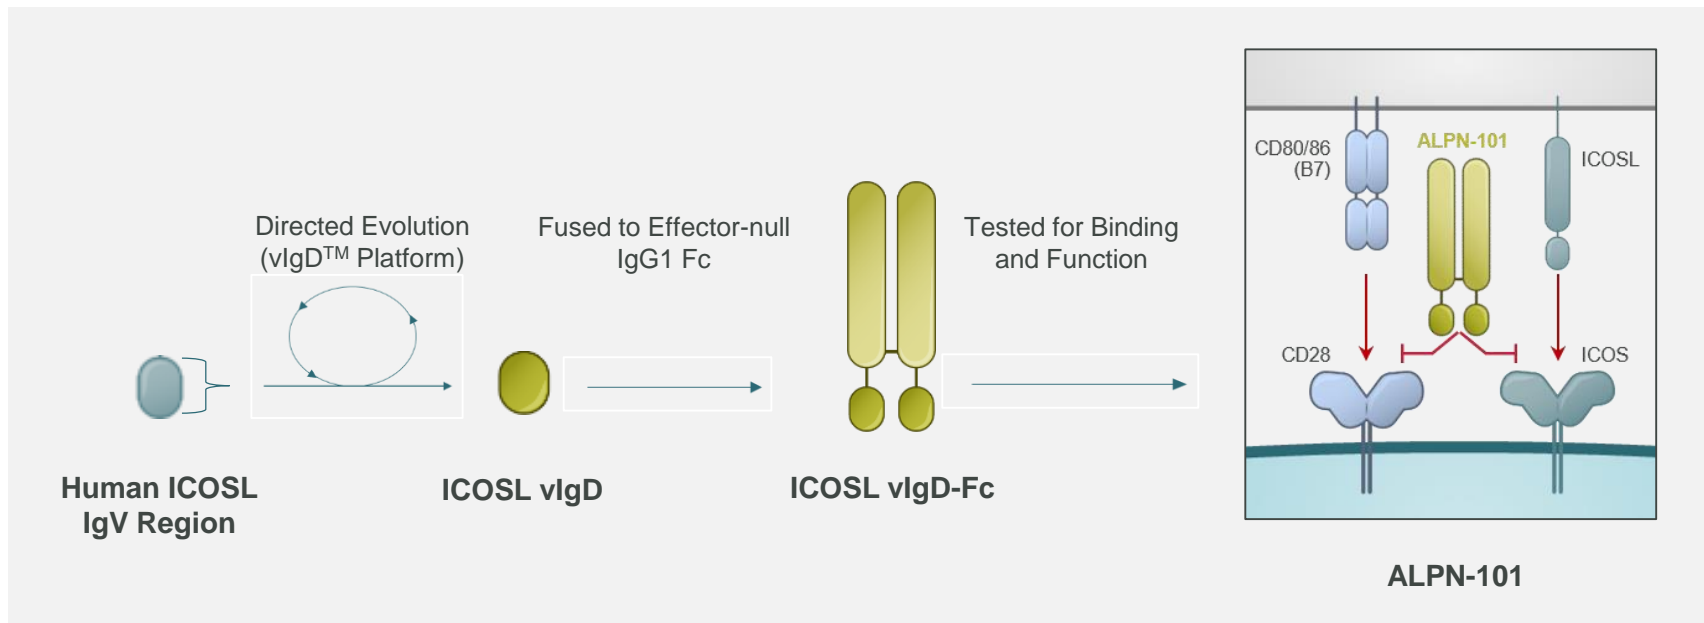 Directed Evolution
(vIgD™ Platform)
Fused to Effector-null
IgG1 Fc
Tested for Binding
and Function
Human ICOSL
IgV Region
ICOSL vIgD
ICOSL vIgD-Fc
CD80/86
(B7)
ALPN-101
ICOSL
CD28
ICOS
ALPN-101